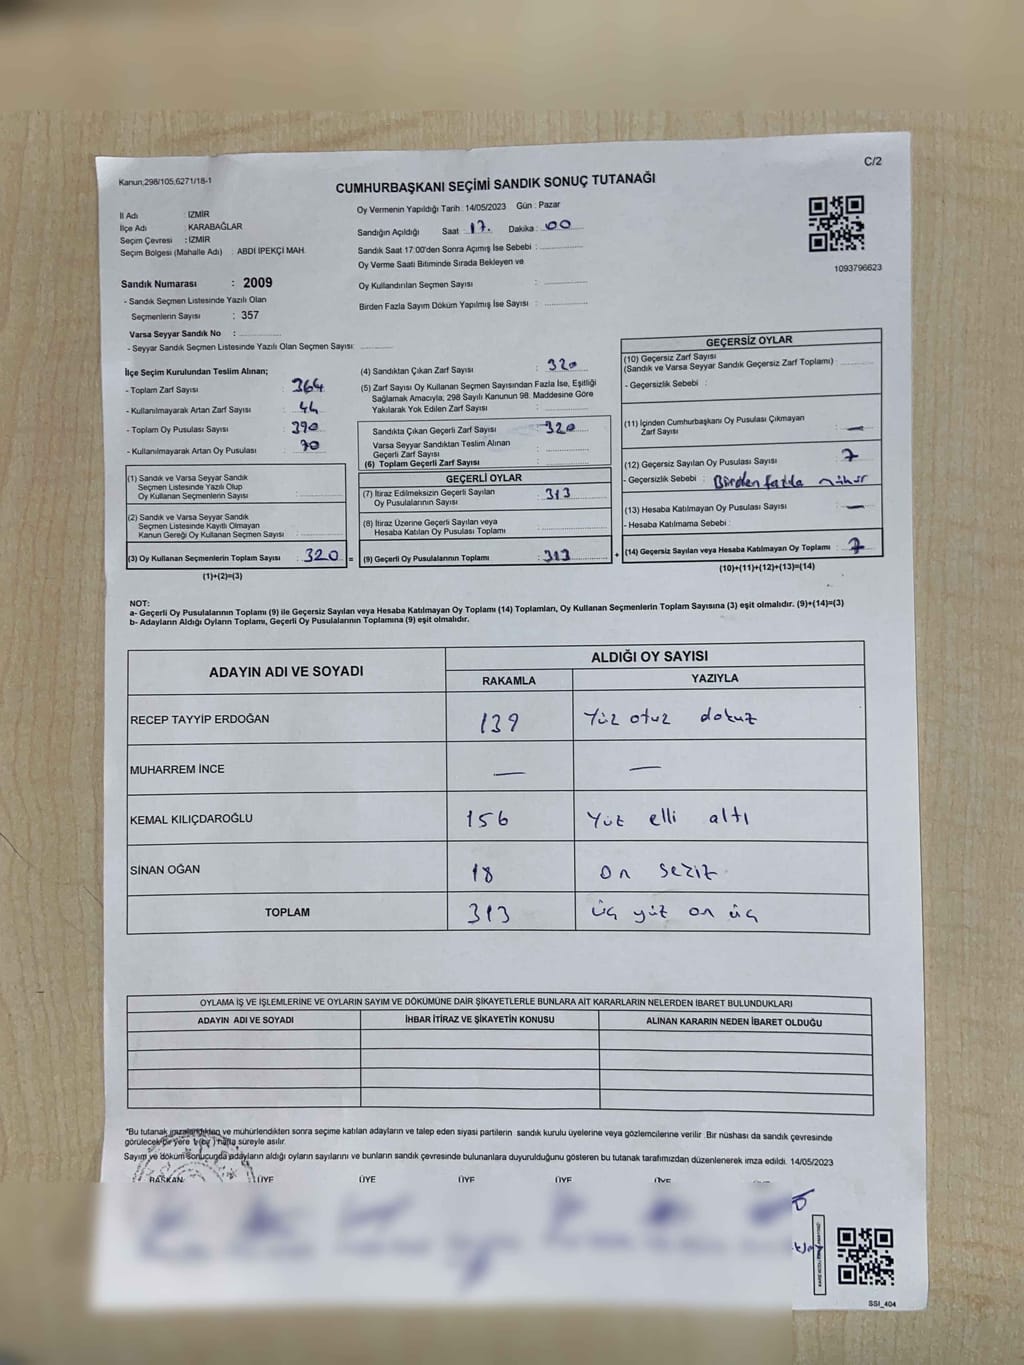 C/2
Kanun;298/105,6271/18-1
CUMHURBAŞKANI SEÇİMİ SANDIK SONUÇ TUTANAĞI
İl Adı : İZMİR
İlçe Adı : KARABAĞLAR
Seçim Çevresi : İZMİR
Seçim Bölgesi (Mahalle Adı) : ABDİ İPEKÇİ MAH.
Oy Vermenin Yapıldığı Tarih : 14/05/2023 Gün : Pazar
Sandığın Açıldığı Saat : 17. Dakika : 00
Sandık Saat 17:00'den Sonra Açımış İse Sebebi :
Oy Verme Saati Bitiminde Sırada Bekleyen ve
Oy Kullandırılan Seçmen Sayısı :
Birden Fazla Sayım Döküm Yapılmış İse Sayısı :
1093796623
Sandık Numarası : 2009
- Sandık Seçmen Listesinde Yazılı Olan
Seçmenlerin Sayısı : 357
Varsa Seyyar Sandık No :
- Seyyar Sandık Seçmen Listesinde Yazılı Olan Seçmen Sayısı:
İlçe Seçim Kurulundan Teslim Alınan;
- Toplam Zarf Sayısı : 364
- Kullanılmayarak Artan Zarf Sayısı : 44
- Toplam Oy Pusulası Sayısı : 390
- Kullanılmayarak Artan Oy Pusulası : 70
(1) Sandık ve Varsa Seyyar Sandık
Seçmen Listesinde Yazılı Olup
Oy Kullanan Seçmenlerin Sayısı :
(2) Sandık ve Varsa Seyyar Sandık
Seçmen Listesinde Kayıtlı Olmayan
Kanun Gereği Oy Kullanan Seçmen Sayısı :
(3) Oy Kullanan Seçmenlerin Toplam Sayısı : 320 =
(1)+(2)=(3)
(4) Sandıktan Çıkan Zarf Sayısı : 320
(5) Zarf Sayısı Oy Kullanan Seçmen Sayısından Fazla İse, Eşitliği
Sağlamak Amacıyla, 298 Sayılı Kanunun 98. Maddesine Göre
Yakılarak Yok Edilen Zarf Sayısı :
Sandıkta Çıkan Geçerli Zarf Sayısı : 320
Varsa Seyyar Sandıktan Teslim Alınan
Geçerli Zarf Sayısı :
(6) Toplam Geçerli Zarf Sayısı :
GEÇERLİ OYLAR
(7) İtiraz Edilmeksizin Geçerli Sayılan
Oy Pusulalarının Sayısı : 313
(8) İtiraz Üzerine Geçerli Sayılan veya
Hesaba Katılan Oy Pusulası Toplamı :
(9) Geçerli Oy Pusulalarının Toplamı : 313 +
GEÇERSİZ OYLAR
(10) Geçersiz Zarf Sayısı
(Sandık ve Varsa Seyyar Sandık Geçersiz Zarf Toplamı) :
- Geçersizlik Sebebi :
(11) İçinden Cumhurbaşkanı Oy Pusulası Çıkmayan
Zarf Sayısı : —
(12) Geçersiz Sayılan Oy Pusulası Sayısı : 7
- Geçersizlik Sebebi : Birden fazla mühür
(13) Hesaba Katılmayan Oy Pusulası Sayısı : —
- Hesaba Katılmama Sebebi :
(14) Geçersiz Sayılan veya Hesaba Katılmayan Oy Toplamı : 7
(10)+(11)+(12)+(13)=(14)
NOT:
a- Geçerli Oy Pusulalarının Toplamı (9) ile Geçersiz Sayılan veya Hesaba Katılmayan Oy Toplamı (14) Toplamları, Oy Kullanan Seçmenlerin Toplam Sayısına (3) eşit olmalıdır. (9)+(14)=(3)
b- Adayların Aldığı Oyların Toplamı, Geçerli Oy Pusulalarının Toplamına (9) eşit olmalıdır.
ADAYIN ADI VE SOYADI ALDIĞI OY SAYISI
RAKAMLA YAZIYLA
RECEP TAYYİP ERDOĞAN 139 Yüz otuz dokuz
MUHARREM İNCE — —
KEMAL KILIÇDAROĞLU 156 Yüz elli altı
SİNAN OĞAN 18 on sekiz
TOPLAM 313 üç yüz on üç
OYLAMA İŞ VE İŞLEMLERİNE VE OYLARIN SAYIM VE DÖKÜMÜNE DAİR ŞİKAYETLERLE BUNLARA AİT KARARLARIN NELERDEN İBARET BULUNDUKLARI
ADAYIN ADI VE SOYADI İHBAR İTİRAZ VE ŞİKAYETİN KONUSU ALINAN KARARIN NEDEN İBARET OLDUĞU
*Bu tutanak imzalandıktan ve mühürlendikten sonra seçime katılan adayların ve talep eden siyasi partilerin sandık kurulu üyelerine veya gözlemcilerine verilir. Bir nüshası da sandık çevresinde
görülecek bir yere 1(bir) hafta süreyle asılır.
Sayım ve döküm sonucunda adayların aldığı oyların sayılarını ve bunların sandık çevresinde bulunanlara duyurulduğunu gösteren bu tutanak tarafımızdan düzenlenerek imza edildi. 14/05/2023
BAŞKAN ÜYE ÜYE ÜYE ÜYE ÜYE
SSI_404